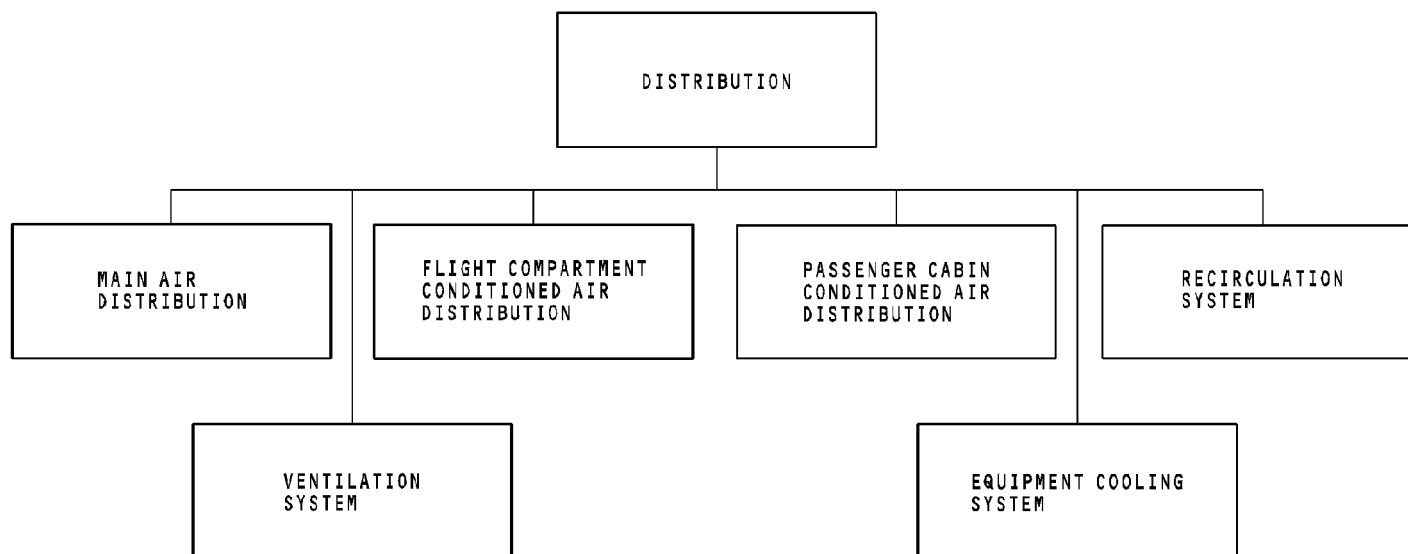 DISTRIBUTION
MAIN AIR
DISTRIBUTION
FLIGHT COMPARTMENT
CONDITIONED AIR
DISTRIBUTION
PASSENGER CABIN
CONDITIONED AIR
DISTRIBUTION
RECIRCULATION
SYSTEM
VENTILATION
SYSTEM
EQUIPMENT COOLING
SYSTEM